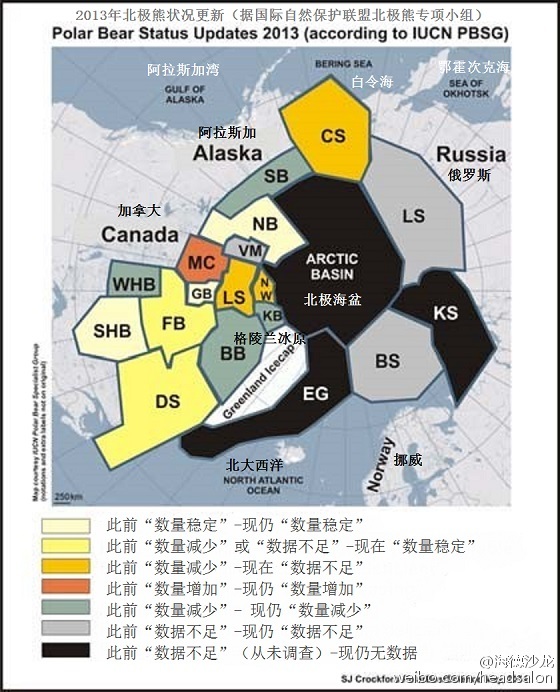 2013年北极熊状况更新（据国际自然保护联盟北极熊专项小组）
Polar Bear Status Updates 2013 (according to IUCN PBSG)
BERING SEA
阿拉斯加湾
白令海
鄂霍次克海
GULF OF
ALASKA
SEA OF
OKHOTSK
阿拉斯加
Alaska
CS
Russia
俄罗斯
SB
加拿大
Canada
NB
LS
VM
MC
ARCTIC
BASIN
北极海盆
WHB
GB
LS
N
W
KB
KS
SHB
FB
格陵兰冰原
BB
BS
Greenland Icecap
DS
EG
Norway
挪威
北大西洋
NORTH ATLANTIC
OCEAN
250 km
Map courtesy IUCN Polar Bear Specialist Group
(notations and extra labels not on original)
此前“数量稳定”-现仍“数量稳定”
此前“数量减少”或“数据不足”-现在“数量稳定”
此前“数量减少”-现在“数据不足”
此前“数量增加”-现仍“数量增加”
此前“数量减少”- 现仍“数量减少”
此前“数据不足”-现仍“数据不足”
此前“数据不足”（从未调查）-现仍无数据
SJ Crockford
weibo.com/headsalon